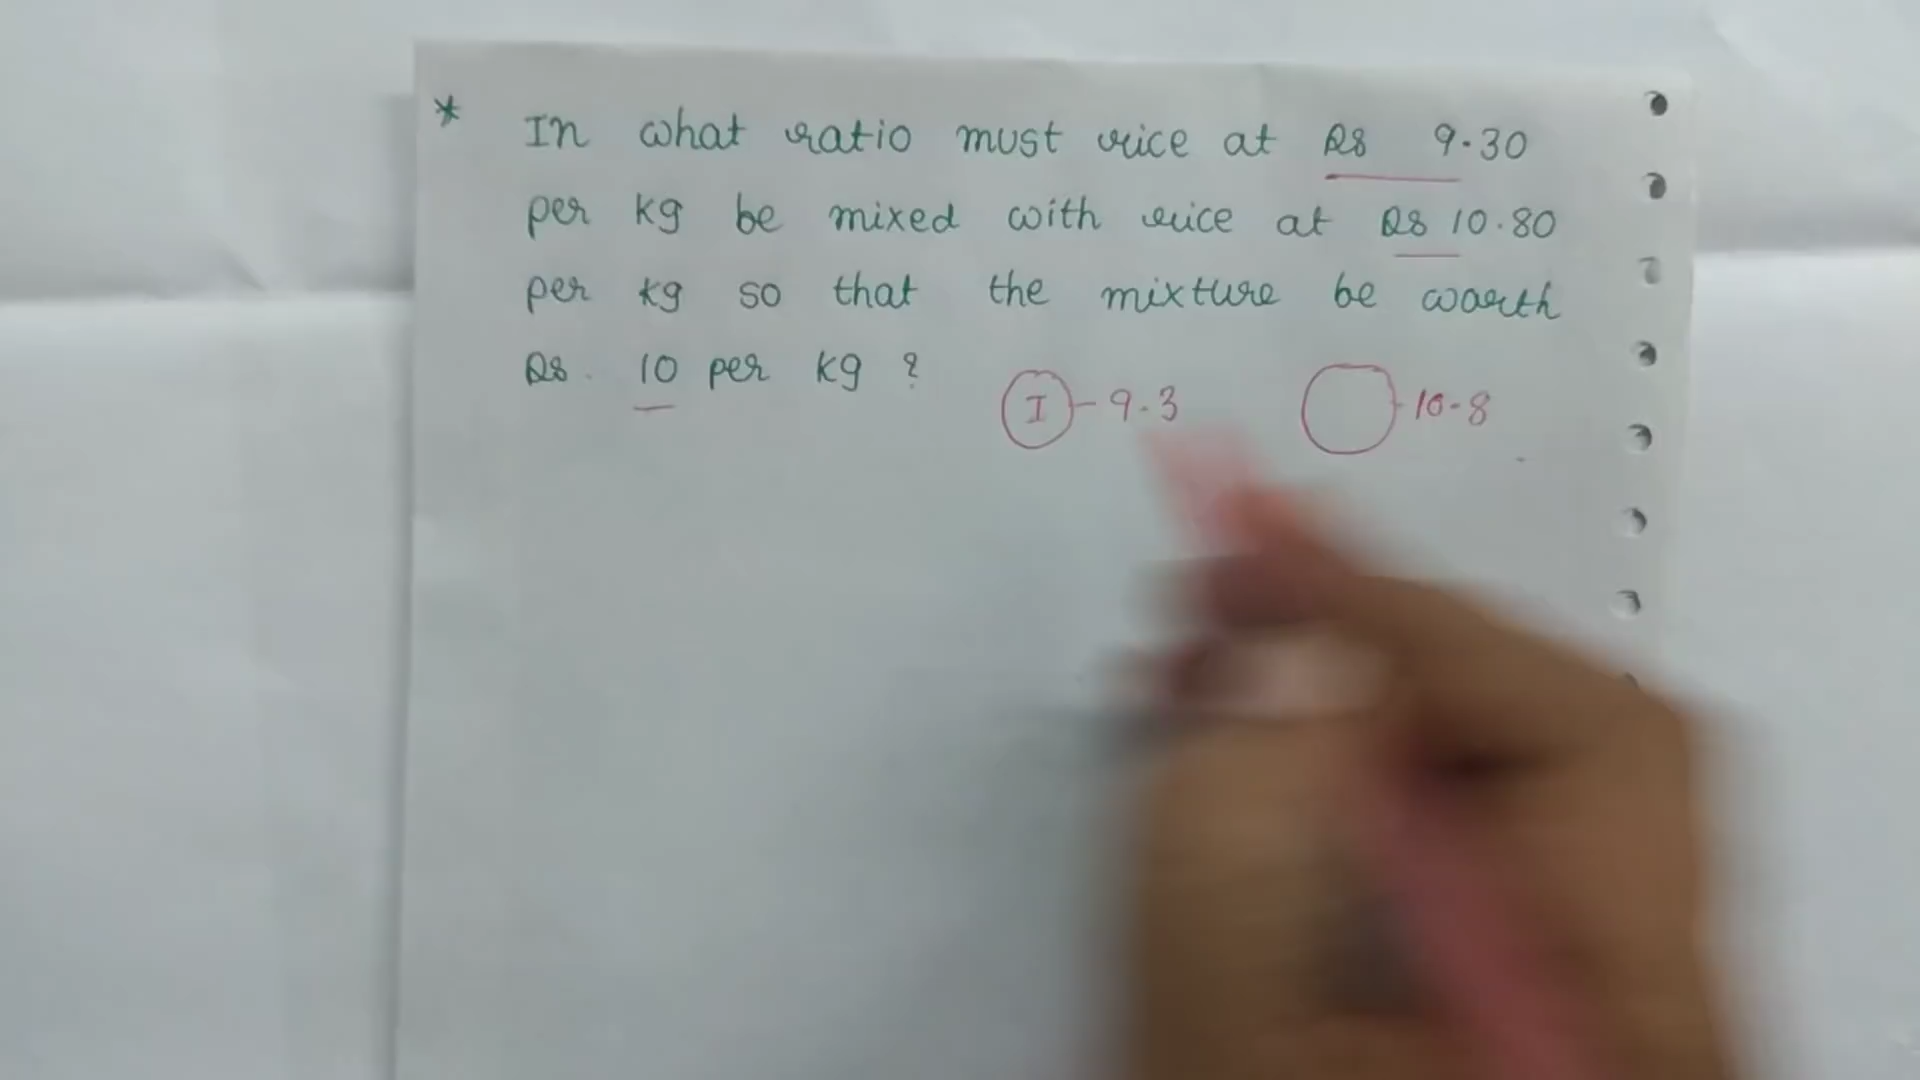 * In what ratio must rice at Rs 9.30
per kg be mixed with rice at Rs 10.80
per kg so that the mixture be worth
Rs. 10 per kg ?
I - 9.3 10.8